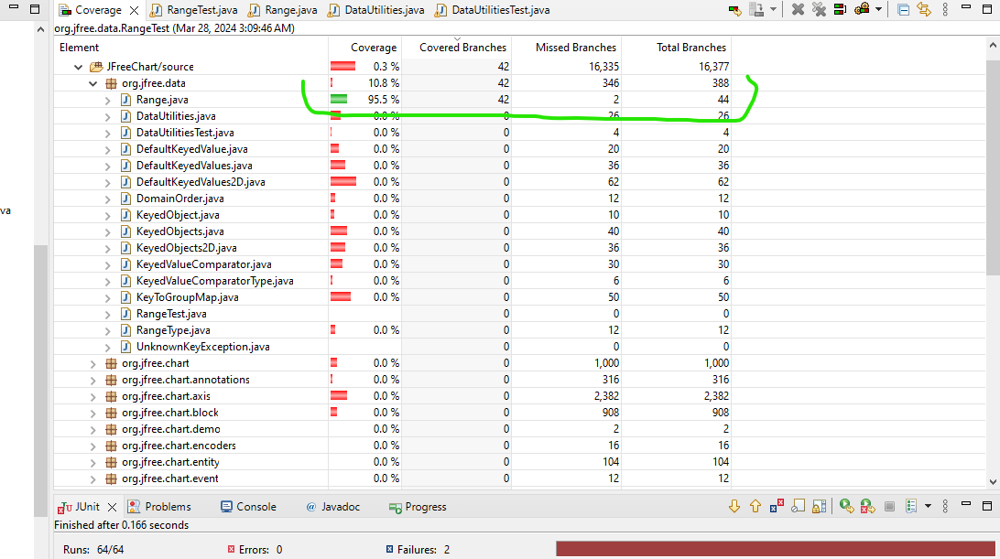 Coverage RangeTest.java Range.java DataUtilities.java DataUtilitiesTest.java
org.jfree.data.RangeTest (Mar 28, 2024 3:09:46 AM)
Element Coverage Covered Branches Missed Branches Total Branches
JFreeChart/source 0.3 % 42 16,335 16,377
org.jfree.data 10.8 % 42 346 388
Range.java 95.5 % 42 2 44
DataUtilities.java 0.0 % 0 26 26
DataUtilitiesTest.java 0.0 % 0 4 4
DefaultKeyedValue.java 0.0 % 0 20 20
DefaultKeyedValues.java 0.0 % 0 36 36
DefaultKeyedValues2D.java 0.0 % 0 62 62
DomainOrder.java 0.0 % 0 12 12
va
KeyedObject.java 0.0 % 0 10 10
KeyedObjects.java 0.0 % 0 40 40
KeyedObjects2D.java 0.0 % 0 36 36
KeyedValueComparator.java 0.0 % 0 30 30
KeyedValueComparatorType.java 0.0 % 0 6 6
KeyToGroupMap.java 0.0 % 0 50 50
RangeTest.java 0 0 0
RangeType.java 0.0 % 0 12 12
UnknownKeyException.java 0 0 0
org.jfree.chart 0.0 % 0 1,000 1,000
org.jfree.chart.annotations 0.0 % 0 316 316
org.jfree.chart.axis 0.0 % 0 2,382 2,382
org.jfree.chart.block 0.0 % 0 908 908
org.jfree.chart.demo 0.0 % 0 2 2
org.jfree.chart.encoders 0.0 % 0 16 16
org.jfree.chart.entity 0.0 % 0 104 104
org.jfree.chart.event 0.0 % 0 12 12
JUnit Problems Console Javadoc Progress
Finished after 0.166 seconds
Runs: 64/64 Errors: 0 Failures: 2